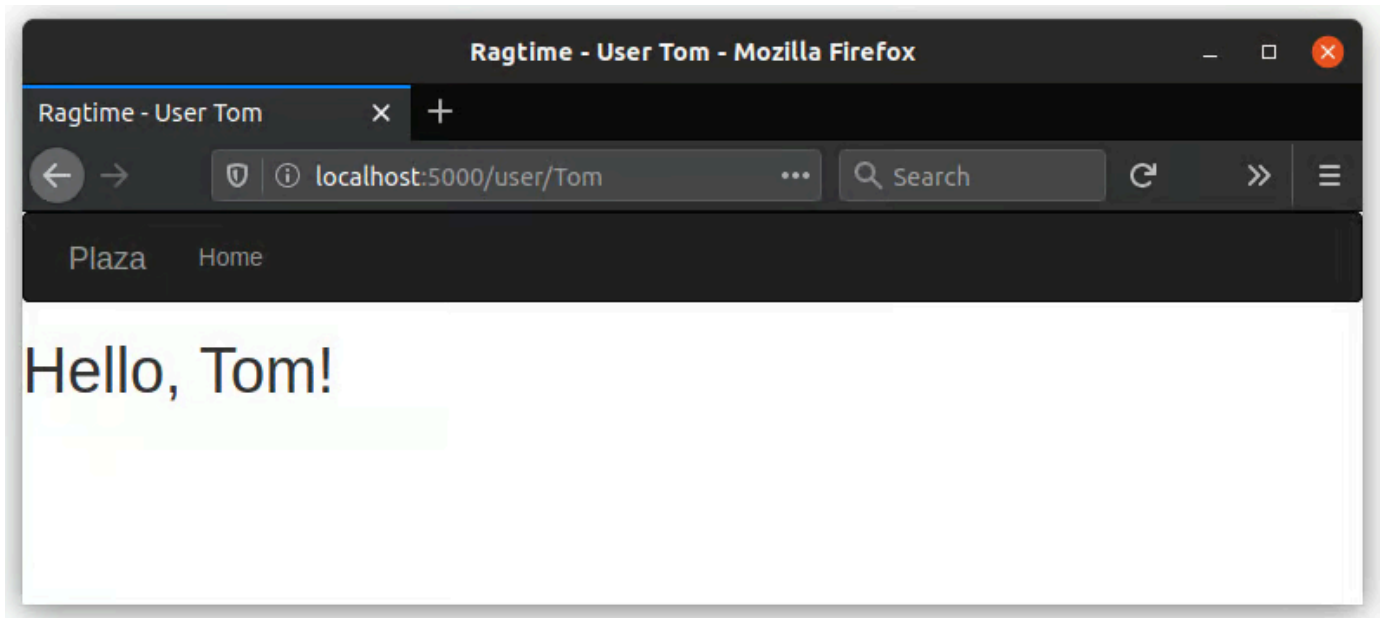 Ragtime - User Tom - Mozilla Firefox
Ragtime - User Tom
localhost:5000/user/Tom
Search
Plaza Home
Hello, Tom!